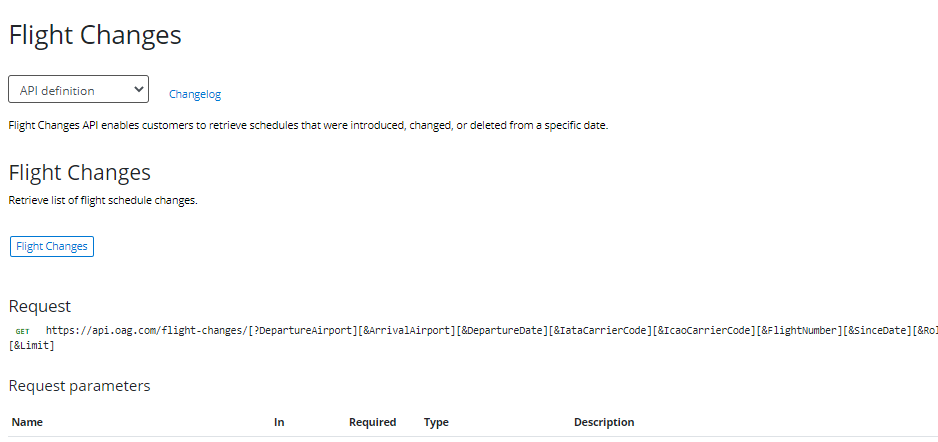 Flight Changes
API definition
Changelog
Flight Changes API enables customers to retrieve schedules that were introduced, changed, or deleted from a specific date.
Flight Changes
Retrieve list of flight schedule changes.
Flight Changes
Request
GET https://api.oag.com/flight-changes/[?DepartureAirport][&ArrivalAirport][&DepartureDate][&IataCarrierCode][&IcaoCarrierCode][&FlightNumber][&SinceDate][&Rol
[&Limit]
Request parameters
Name In Required Type Description